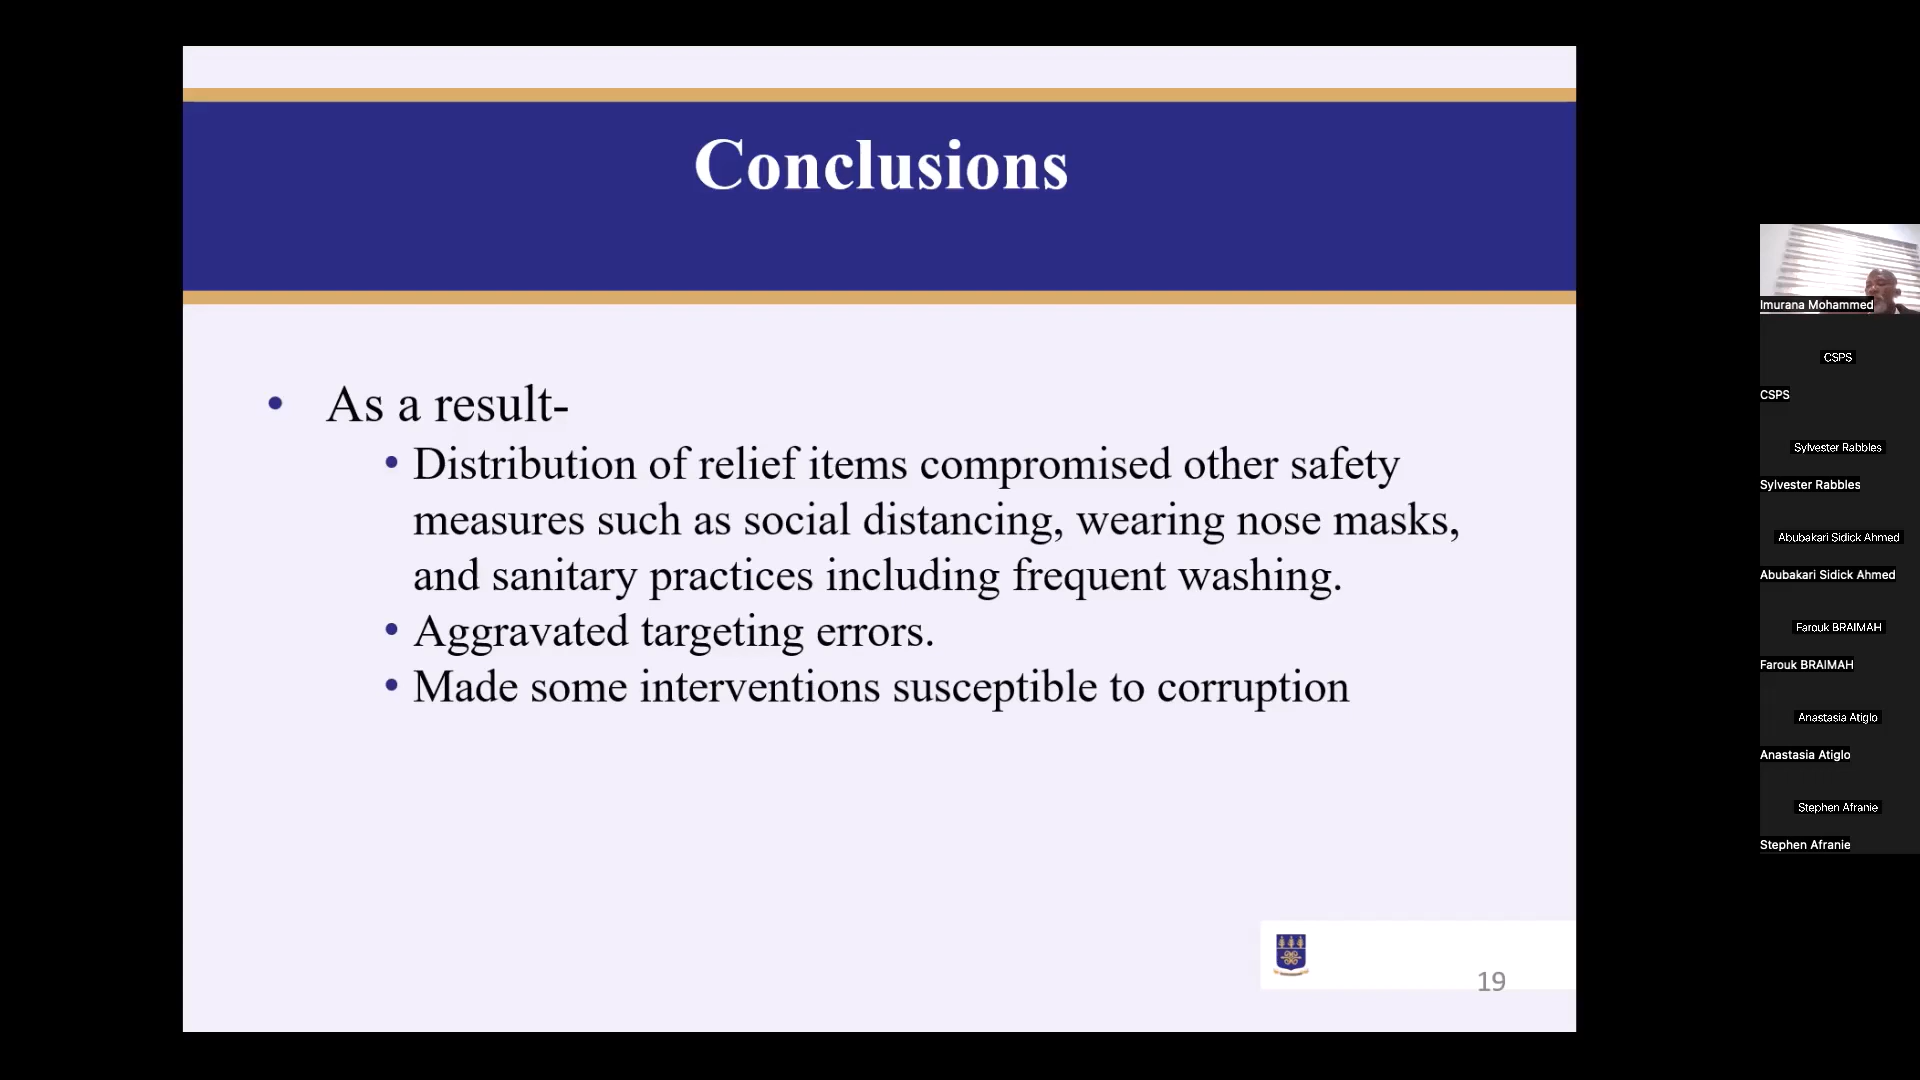 Conclusions
• As a result-
• Distribution of relief items compromised other safety
measures such as social distancing, wearing nose masks,
and sanitary practices including frequent washing.
• Aggravated targeting errors.
• Made some interventions susceptible to corruption
19
Imurana Mohammed
CSPS
CSPS
Sylvester Rabbles
Sylvester Rabbles
Abubakari Sidick Ahmed
Abubakari Sidick Ahmed
Farouk BRAIMAH
Farouk BRAIMAH
Anastasia Atiglo
Anastasia Atiglo
Stephen Afranie
Stephen Afranie